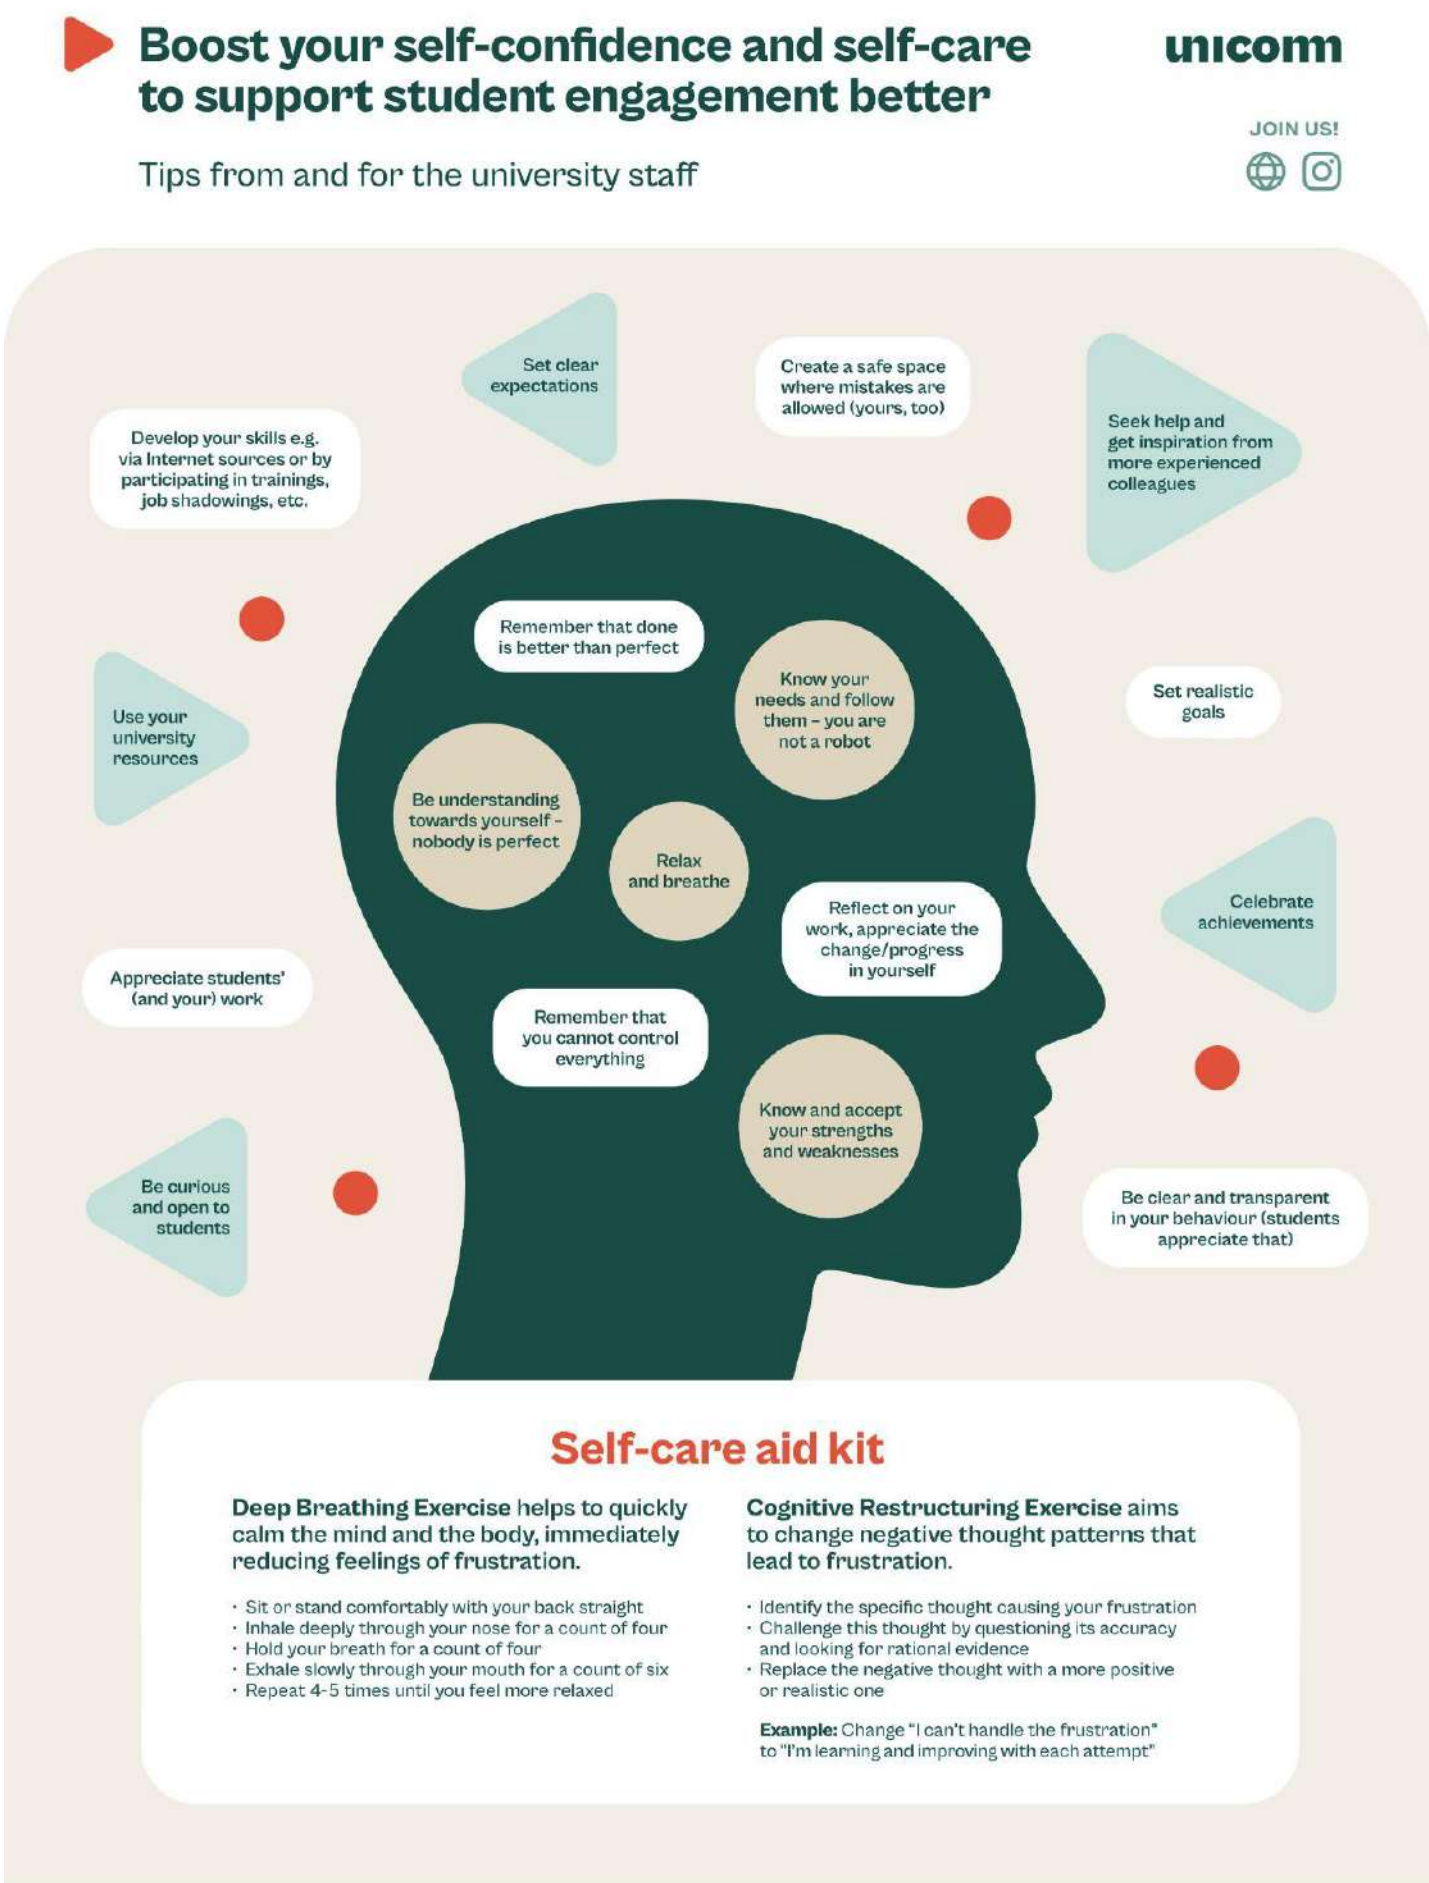 Boost your self-confidence and self-care
to support student engagement better
unicom
JOIN US!
Tips from and for the university staff
Set clear
expectations
Create a safe space
where mistakes are
allowed (yours, too)
Seek help and
get inspiration from
more experienced
colleagues
Develop your skills e.g.
via Internet sources or by
participating in trainings,
job shadowings, etc.
Remember that done
is better than perfect
Know your
needs and follow
them – you are
not a robot
Set realistic
goals
Use your
university
resources
Be understanding
towards yourself –
nobody is perfect
Relax
and breathe
Reflect on your
work, appreciate the
change/progress
in yourself
Celebrate
achievements
Appreciate students'
(and your) work
Remember that
you cannot control
everything
Know and accept
your strengths
and weaknesses
Be curious
and open to
students
Be clear and transparent
in your behaviour (students
appreciate that)
Self-care aid kit
Deep Breathing Exercise helps to quickly
calm the mind and the body, immediately
reducing feelings of frustration.
· Sit or stand comfortably with your back straight
· Inhale deeply through your nose for a count of four
· Hold your breath for a count of four
· Exhale slowly through your mouth for a count of six
· Repeat 4-5 times until you feel more relaxed
Cognitive Restructuring Exercise aims
to change negative thought patterns that
lead to frustration.
· Identify the specific thought causing your frustration
· Challenge this thought by questioning its accuracy
and looking for rational evidence
· Replace the negative thought with a more positive
or realistic one
Example: Change "I can't handle the frustration"
to "I'm learning and improving with each attempt"